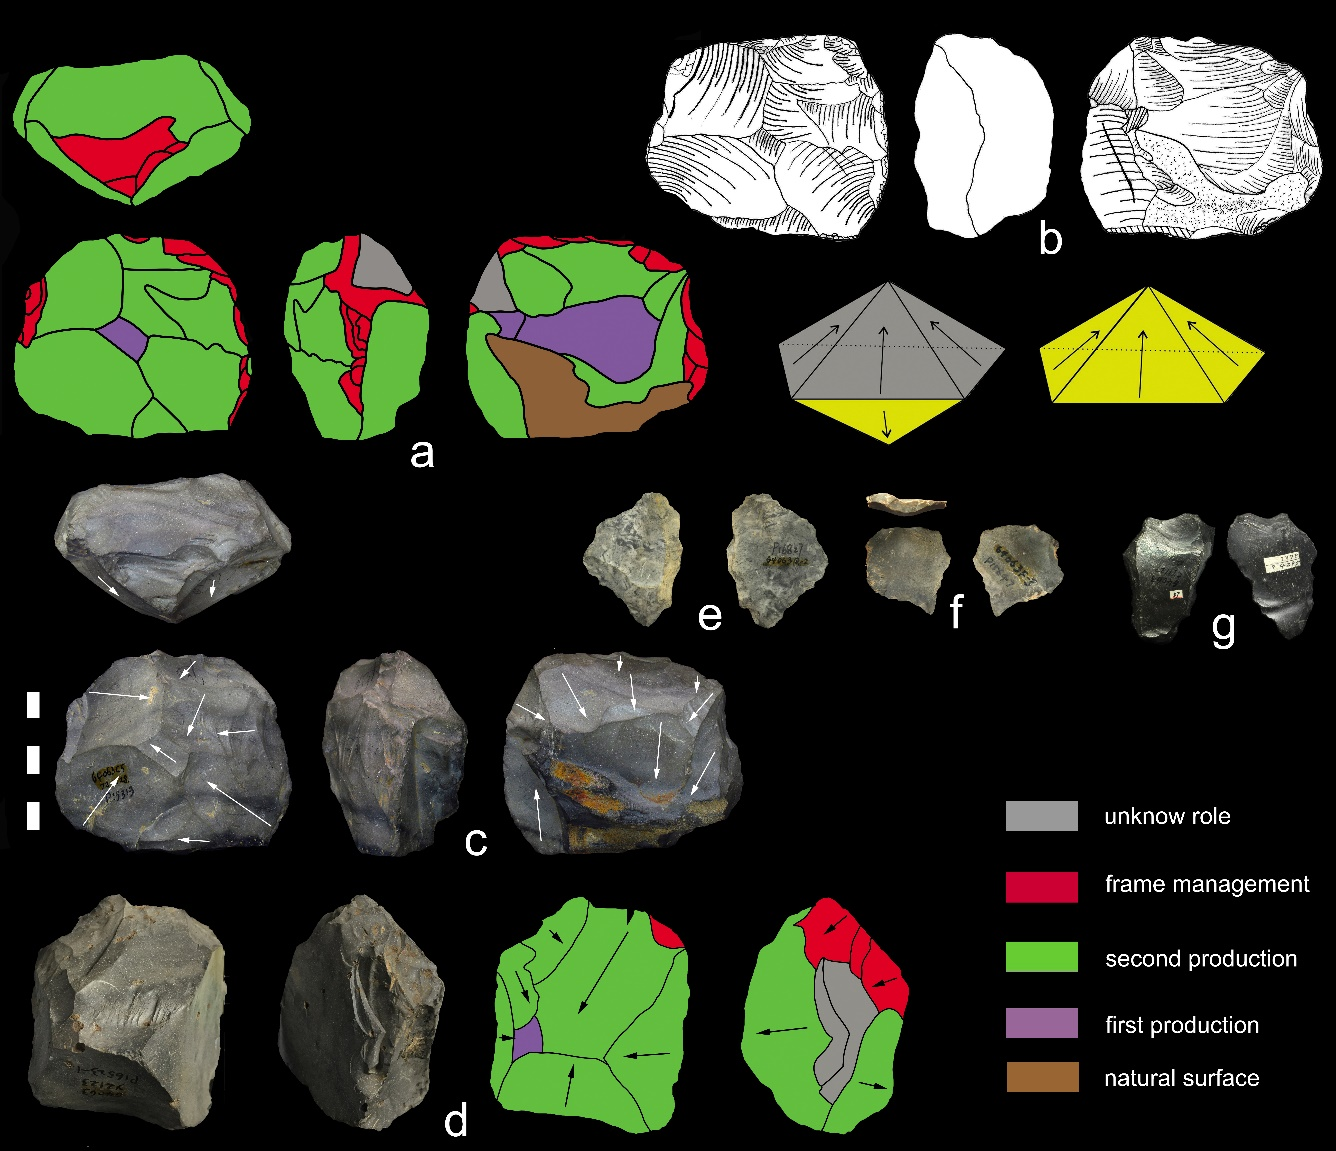 b
a
e
f
g
c
unknow role
frame management
second production
first production
natural surface
d